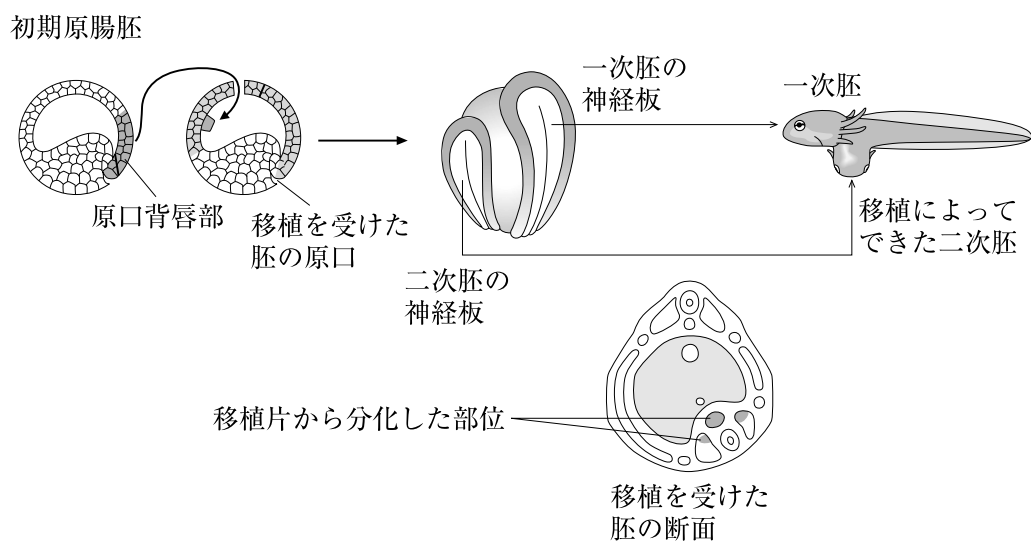 初期原腸胚
原口背唇部
移植を受けた
胚の原口
一次胚の
神経板
二次胚の
神経板
一次胚
移植によって
できた二次胚
移植片から分化した部位
移植を受けた
胚の断面